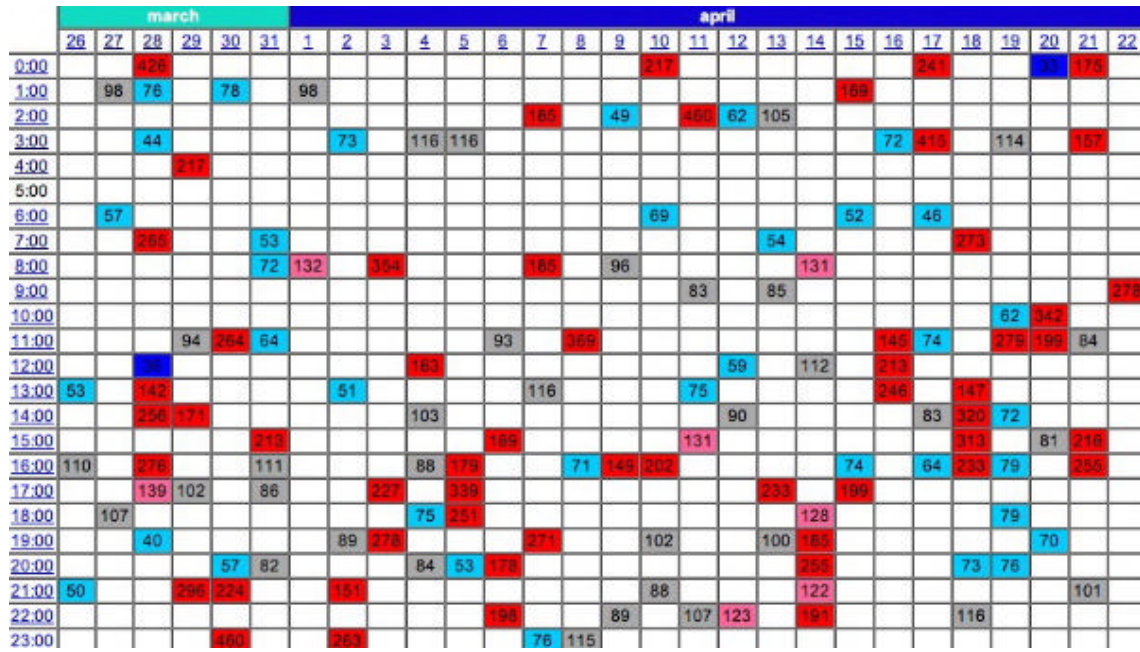 march april
26 27 28 29 30 31 1 2 3 4 5 6 7 8 9 10 11 12 13 14 15 16 17 18 19 20 21 22
0:00 426 217 241 33 175
1:00 98 76 78 98 169
2:00 185 49 460 62 105
3:00 44 73 116 116 72 415 114 157
4:00 217
5:00
6:00 57 69 52 46
7:00 265 53 54 273
8:00 72 132 354 185 96 131
9:00 83 85 278
10:00 62 342
11:00 94 264 64 93 369 145 74 279 199 84
12:00 163 59 112 213
13:00 53 142 51 116 75 246 147
14:00 256 171 103 90 83 320 72
15:00 213 169 131 313 81 216
16:00 110 276 111 88 179 71 149 202 74 64 233 79 255
17:00 139 102 86 227 339 233 199
18:00 107 75 251 128 79
19:00 40 89 278 271 102 100 185 70
20:00 57 82 84 53 178 255 73 76
21:00 50 296 224 151 88 122 101
22:00 198 89 107 123 191 116
23:00 460 263 76 115